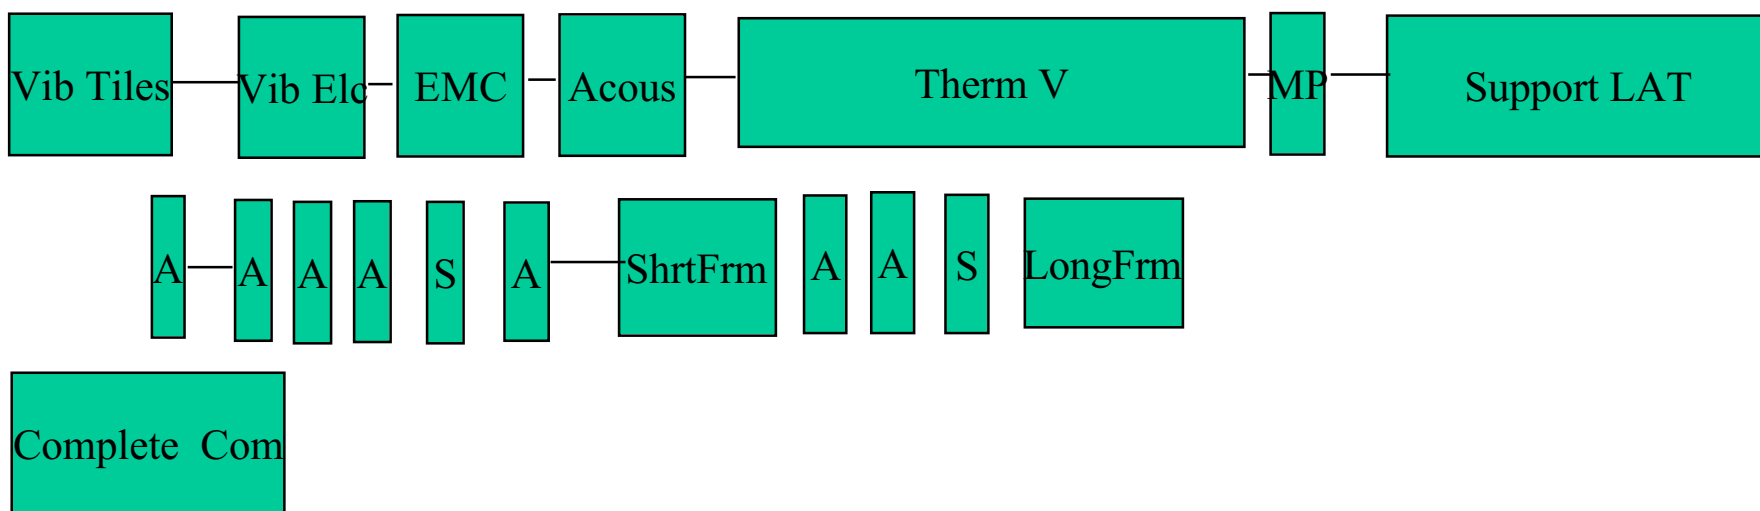 Vib Tiles Vib Elc EMC Acous Therm V MP Support LAT
A A A A S A ShrtFrm A A S LongFrm
Complete Com